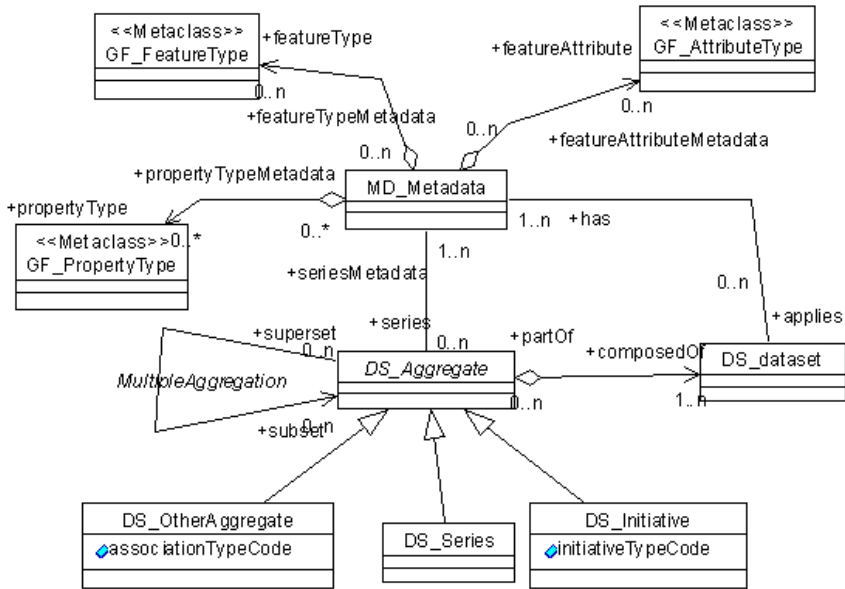 <<Metaclass>>
GF_FeatureType
+featureType
0..n
+featureTypeMetadata
0..n
+featureAttribute
<<Metaclass>>
GF_AttributeType
0..n
0..n
+featureAttributeMetadata
+propertyTypeMetadata
MD_Metadata
+propertyType
<<Metaclass>>
GF_PropertyType
0..*
0..*
1..n
1..n
+has
+seriesMetadata
0..n
+series
0..n
+superset
0..n
+partOf
+applies
+composedOf
MultipleAggregation
DS_Aggregate
DS_dataset
0..n
1..n
+subset
0..n
DS_OtherAggregate
associationTypeCode
DS_Series
DS_Initiative
initiativeTypeCode